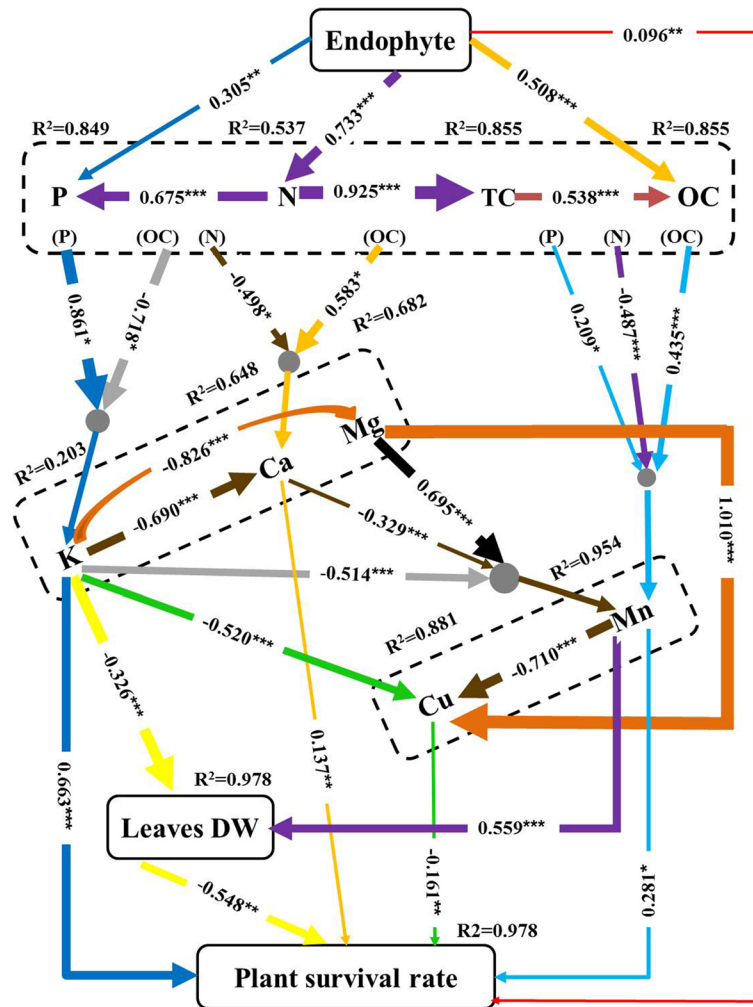 Endophyte
0.096**
0.305**
0.733***
0.508***
R²=0.849
R²=0.537
R²=0.855
R²=0.855
P
0.675***
N
0.925***
TC
0.538***
OC
(P)
(OC)
(N)
(OC)
(P)
(N)
(OC)
0.861*
-0.718*
-0.498*
0.583*
0.209*
-0.487***
0.435***
R²=0.682
R²=0.648
R²=0.203
-0.826***
Mg
Ca
-0.690***
K
0.695***
-0.329***
-0.514***
1.010***
R²=0.954
R²=0.881
Mn
-0.520***
-0.710***
Cu
-0.326***
0.137**
0.663***
R²=0.978
Leaves DW
0.559***
-0.161**
0.281*
-0.548**
R2=0.978
Plant survival rate